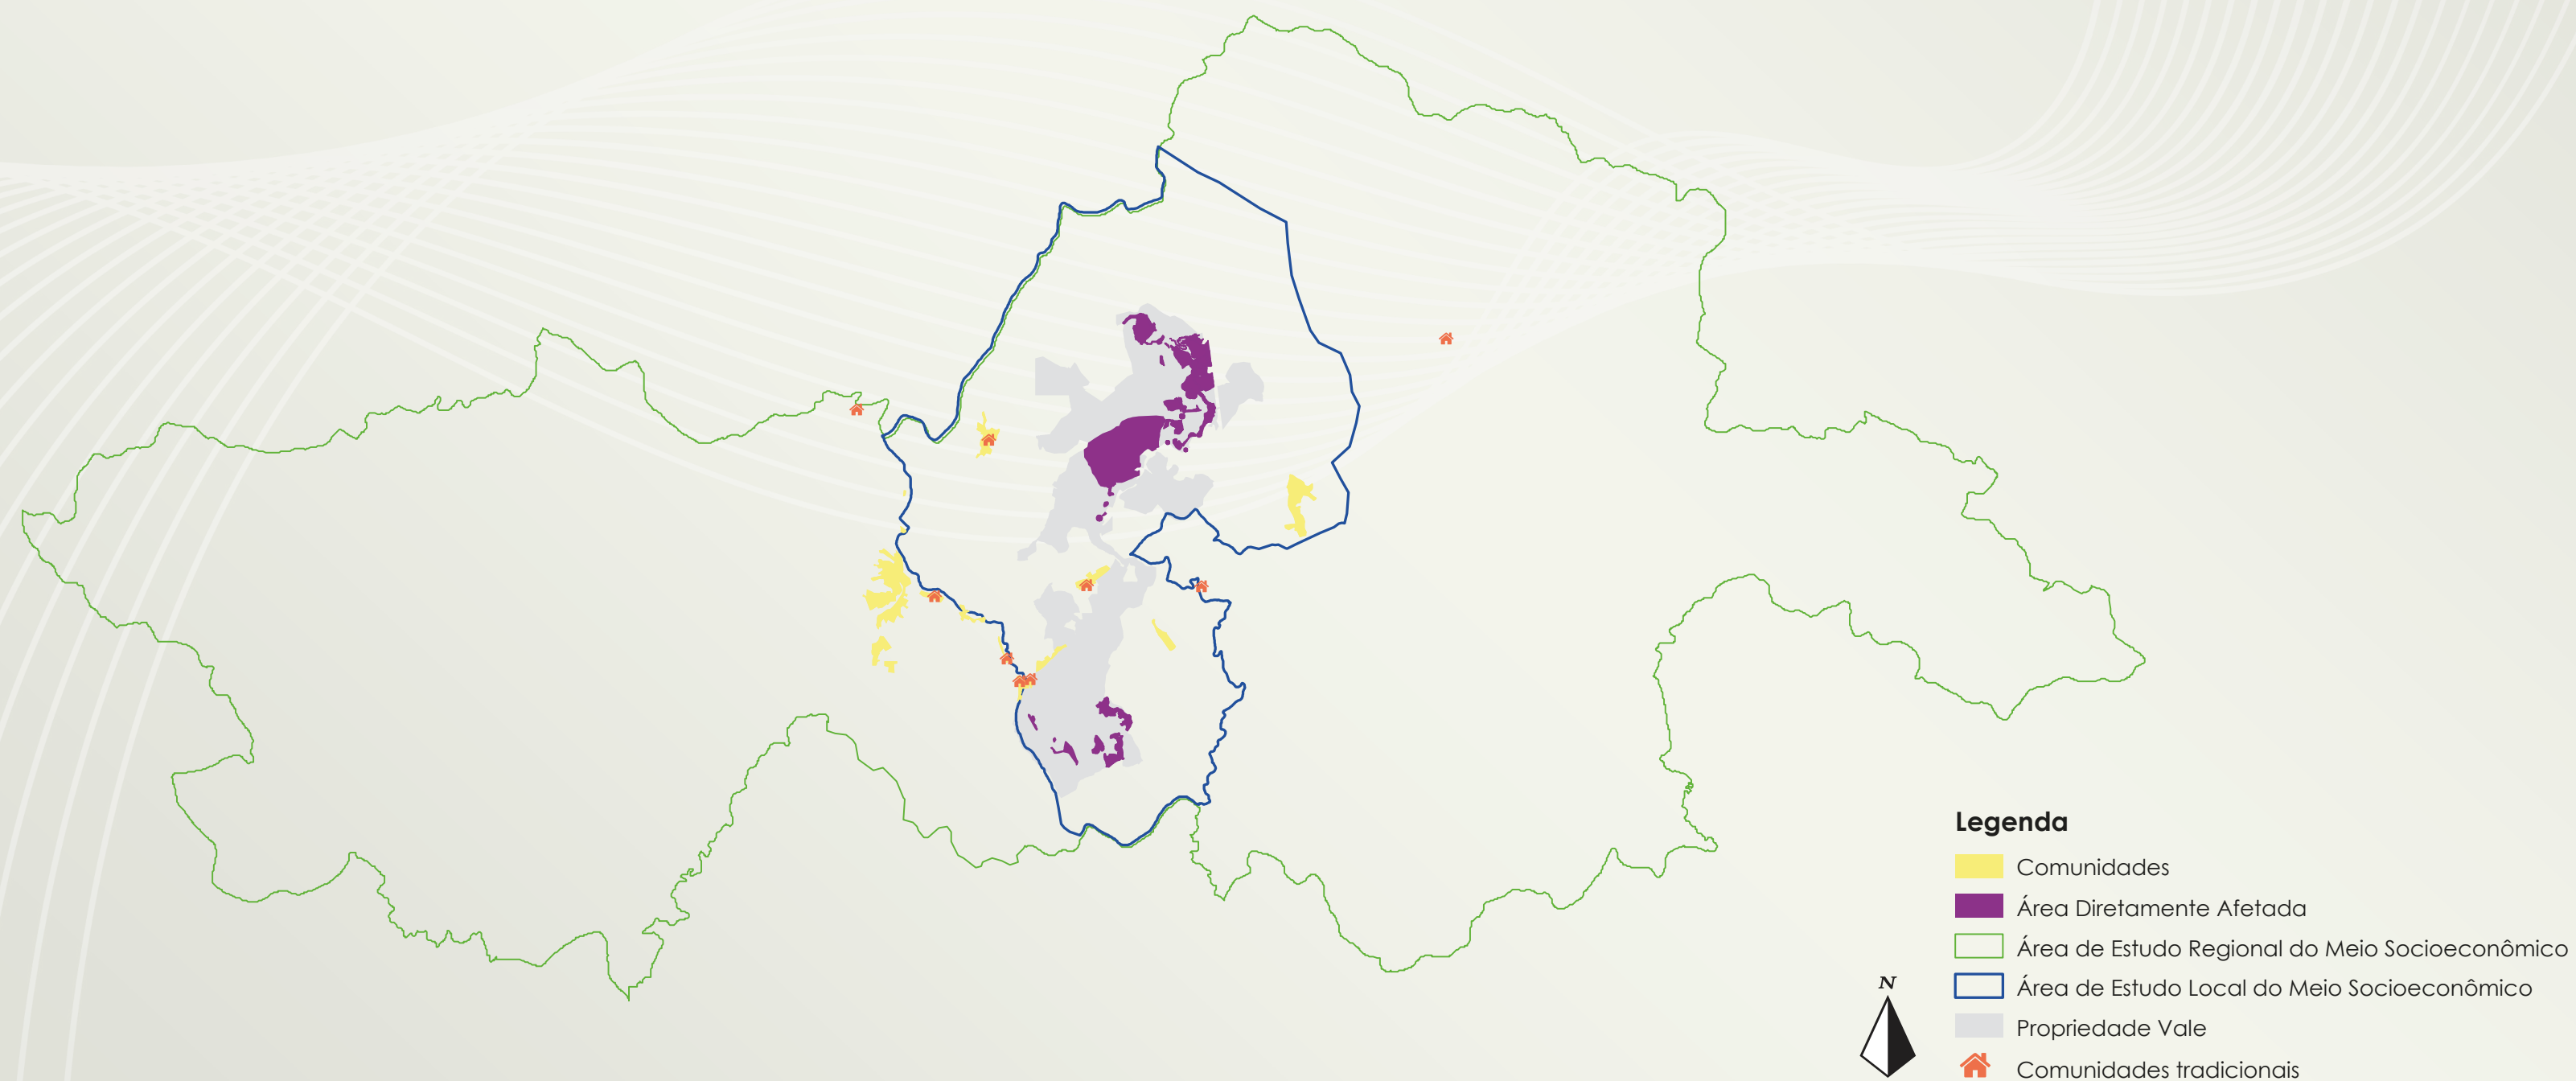 Legenda
Comunidades
Área Diretamente Afetada
Área de Estudo Regional do Meio Socioeconômico
Área de Estudo Local do Meio Socioeconômico
Propriedade Vale
Comunidades tradicionais
N